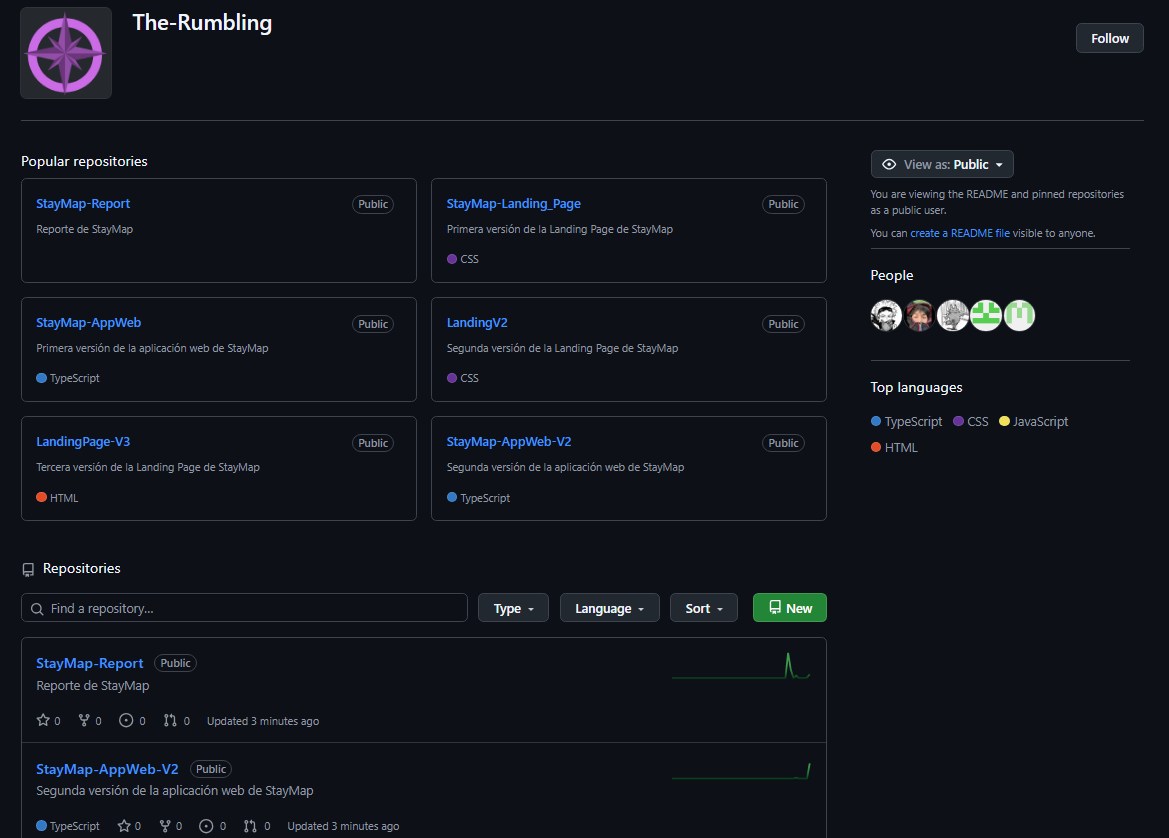 The-Rumbling
Follow
Popular repositories
StayMap-Report Public
Reporte de StayMap
StayMap-Landing_Page Public
Primera versión de la Landing Page de StayMap
CSS
StayMap-AppWeb Public
Primera versión de la aplicación web de StayMap
TypeScript
LandingV2 Public
Segunda versión de la Landing Page de StayMap
CSS
LandingPage-V3 Public
Tercera versión de la Landing Page de StayMap
HTML
StayMap-AppWeb-V2 Public
Segunda versión de la aplicación web de StayMap
TypeScript
Repositories
Find a repository...
Type Language Sort New
StayMap-Report Public
Reporte de StayMap
0 0 0 0 Updated 3 minutes ago
StayMap-AppWeb-V2 Public
Segunda versión de la aplicación web de StayMap
TypeScript 0 0 0 0 Updated 3 minutes ago
View as: Public
You are viewing the README and pinned repositories
as a public user.
You can create a README file visible to anyone.
People
Top languages
TypeScript CSS JavaScript
HTML